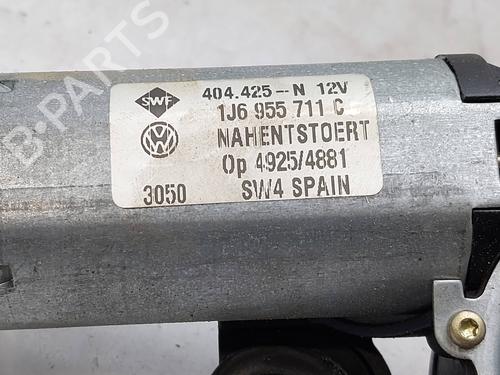 SWF 404.425--N 12V
1J6 955 711 C
NAHENTSTOERT
Op 4925/4881
3050 SW4 SPAIN
B-PARTS